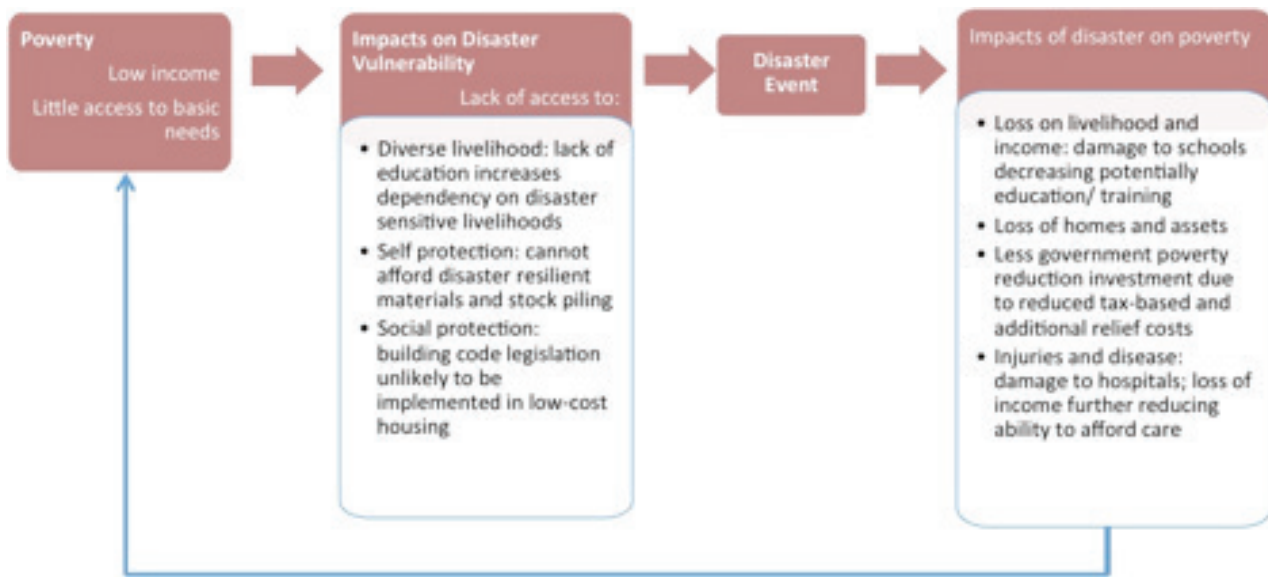 Poverty
Low income
Little access to basic
needs
Impacts on Disaster
Vulnerability
Lack of access to:
• Diverse livelihood: lack of
education increases
dependency on disaster
sensitive livelihoods
• Self protection: cannot
afford disaster resilient
materials and stock piling
• Social protection:
building code legislation
unlikely to be
implemented in low-cost
housing
Disaster
Event
Impacts of disaster on poverty
• Loss on livelihood and
income: damage to schools
decreasing potentially
education/ training
• Loss of homes and assets
• Less government poverty
reduction investment due
to reduced tax-based and
additional relief costs
• Injuries and disease:
damage to hospitals; loss of
income further reducing
ability to afford care